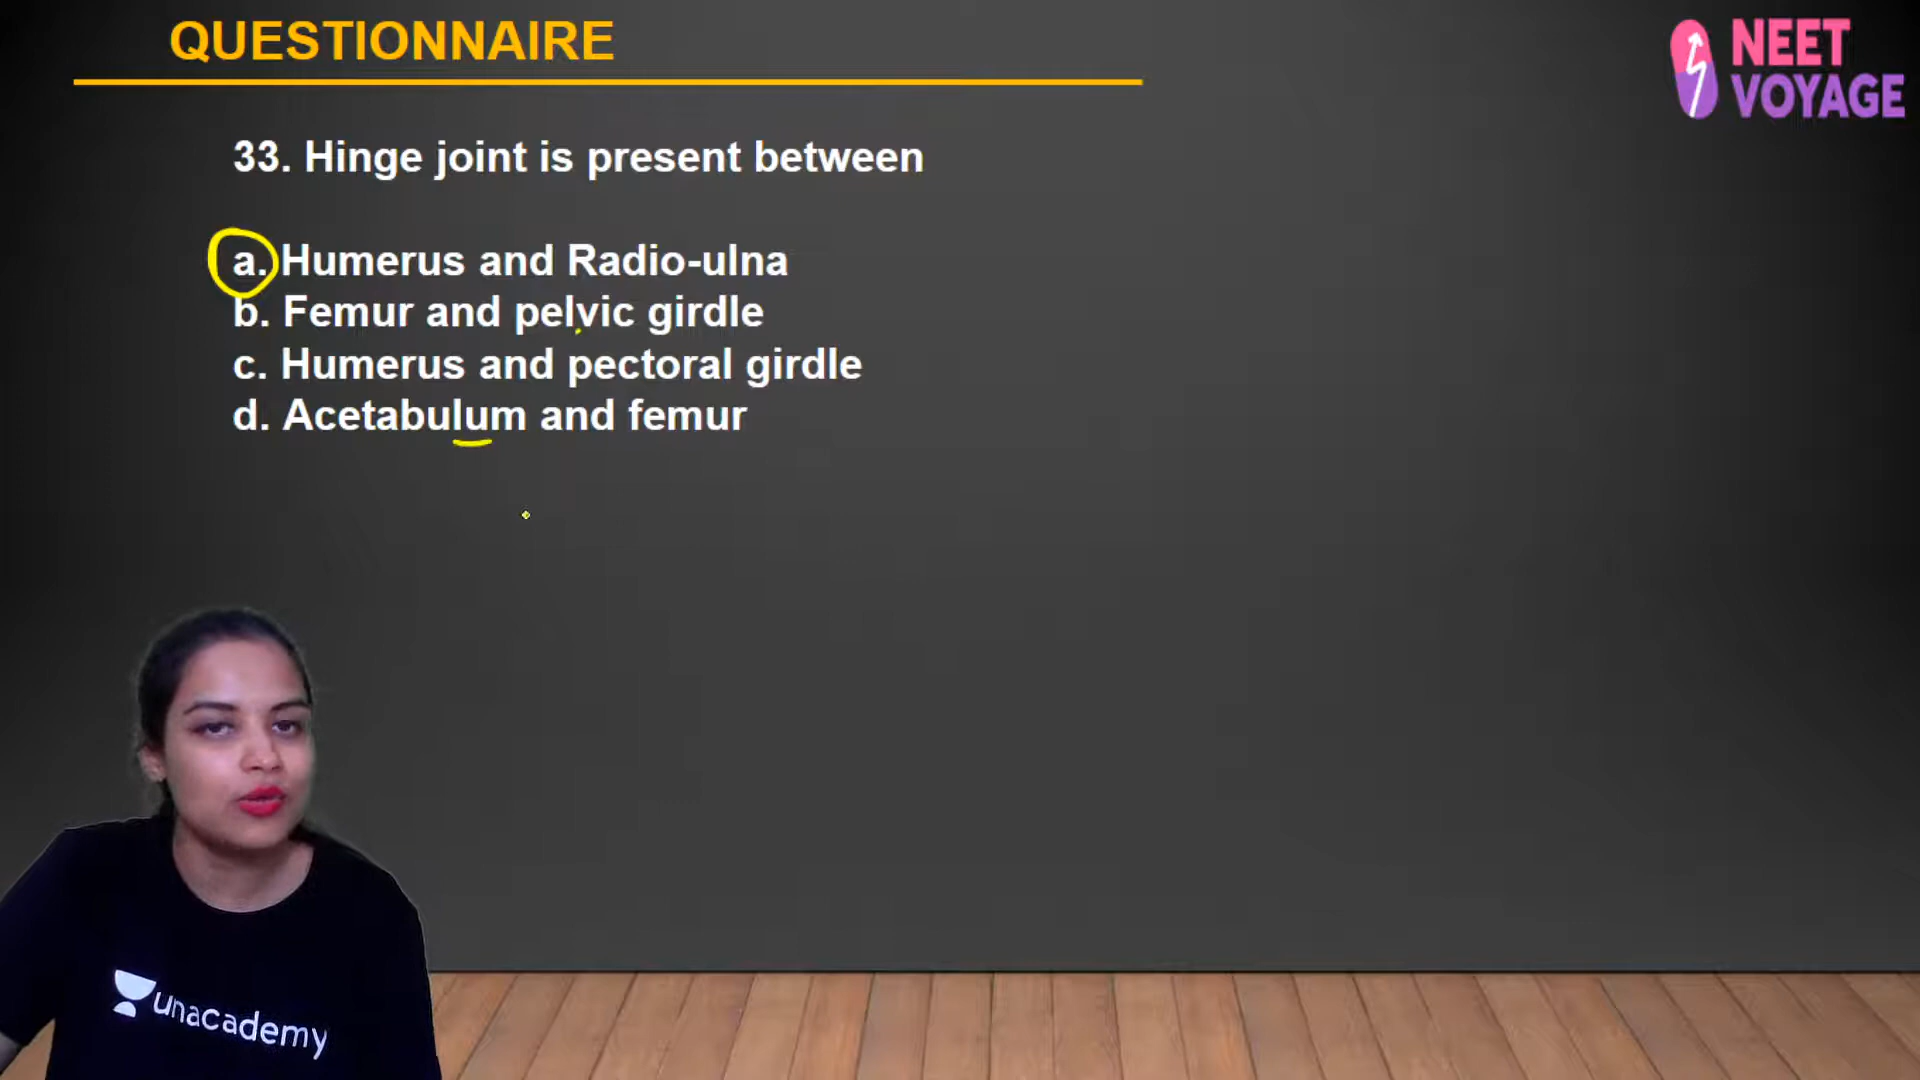 QUESTIONNAIRE
NEET
VOYAGE
33. Hinge joint is present between
a. Humerus and Radio-ulna
b. Femur and pelvic girdle
c. Humerus and pectoral girdle
d. Acetabulum and femur
unacademy